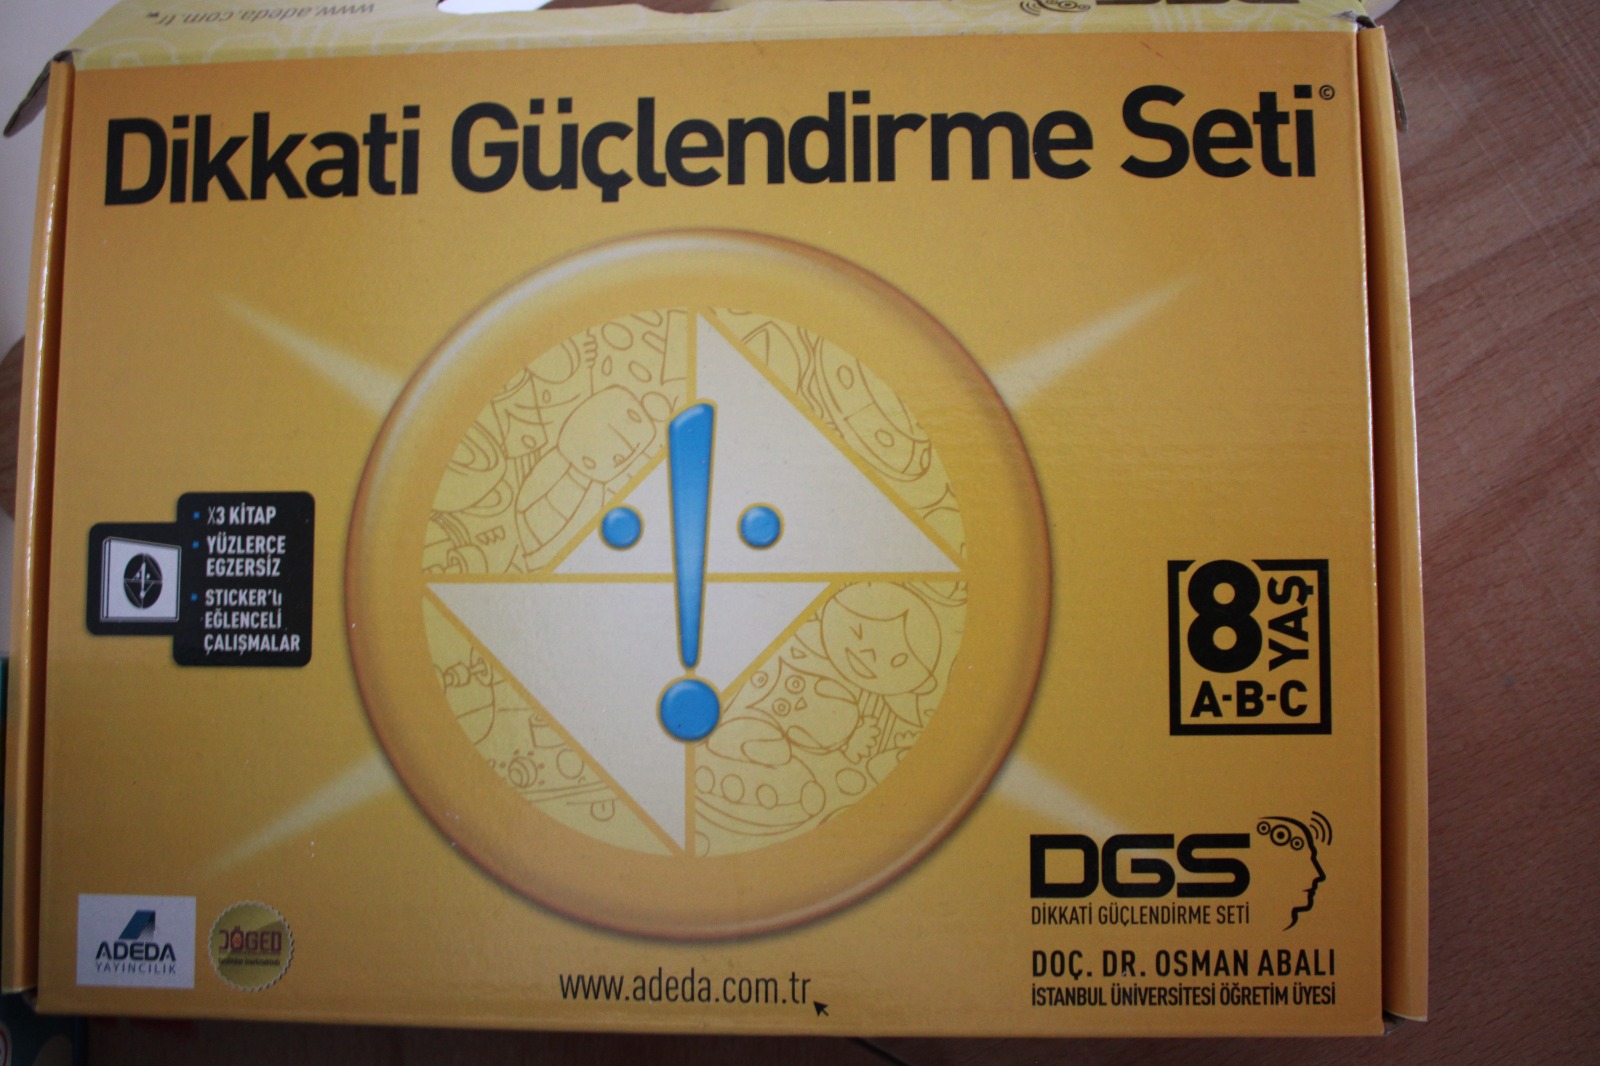 www.adeda.com.tr
Dikkati Güçlendirme Seti©
X3 KİTAP
YÜZLERCE
EGZERSİZ
STICKER'lı
EĞLENCELİ
ÇALIŞMALAR
8 YAŞ
A-B-C
DGS
DİKKATİ GÜÇLENDİRME SETİ
DOÇ. DR. OSMAN ABALI
İSTANBUL ÜNİVERSİTESİ ÖĞRETİM ÜYESİ
ADEDA
YAYINCILIK
DÖGED
www.adeda.com.tr